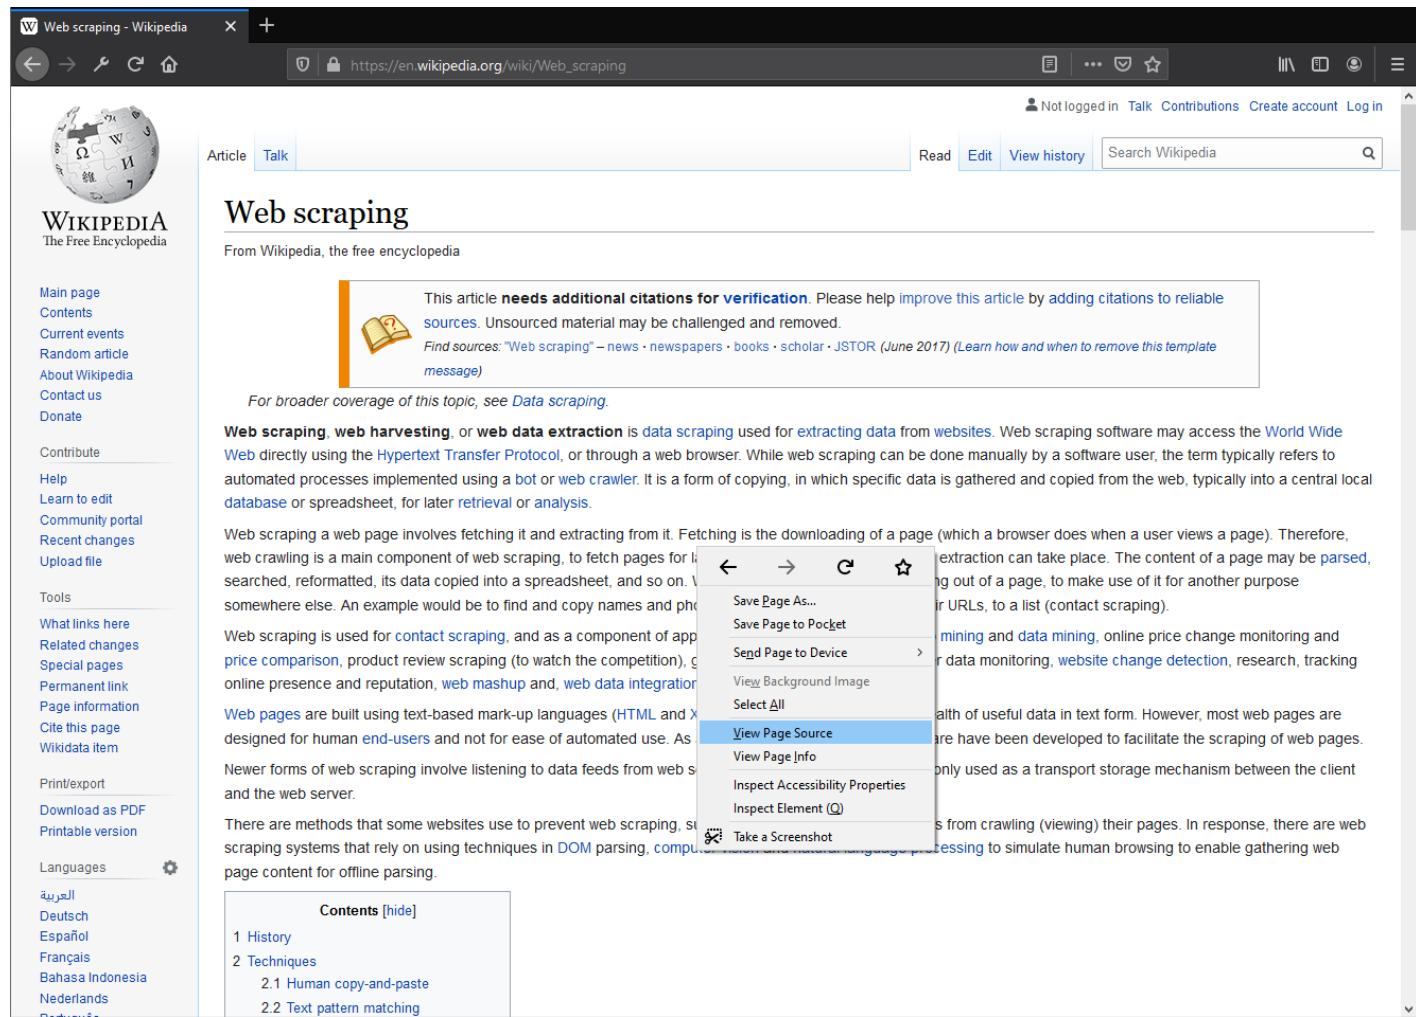 Web scraping - Wikipedia
https://en.wikipedia.org/wiki/Web_scraping
Not logged in Talk Contributions Create account Log in
Article Talk
Read Edit View history Search Wikipedia
WIKIPEDIA
The Free Encyclopedia
Main page
Contents
Current events
Random article
About Wikipedia
Contact us
Donate
Contribute
Help
Learn to edit
Community portal
Recent changes
Upload file
Tools
What links here
Related changes
Special pages
Permanent link
Page information
Cite this page
Wikidata item
Print/export
Download as PDF
Printable version
Languages
العربية
Deutsch
Español
Français
Bahasa Indonesia
Nederlands
Web scraping
From Wikipedia, the free encyclopedia
This article needs additional citations for verification. Please help improve this article by adding citations to reliable
sources. Unsourced material may be challenged and removed.
Find sources: "Web scraping" – news · newspapers · books · scholar · JSTOR (June 2017) (Learn how and when to remove this template
message)
For broader coverage of this topic, see Data scraping.
Web scraping, web harvesting, or web data extraction is data scraping used for extracting data from websites. Web scraping software may access the World Wide
Web directly using the Hypertext Transfer Protocol, or through a web browser. While web scraping can be done manually by a software user, the term typically refers to
automated processes implemented using a bot or web crawler. It is a form of copying, in which specific data is gathered and copied from the web, typically into a central local
database or spreadsheet, for later retrieval or analysis.
Web scraping a web page involves fetching it and extracting from it. Fetching is the downloading of a page (which a browser does when a user views a page). Therefore,
web crawling is a main component of web scraping, to fetch pages for extraction can take place. The content of a page may be parsed,
searched, reformatted, its data copied into a spreadsheet, and so on. out of a page, to make use of it for another purpose
somewhere else. An example would be to find and copy names and URLs, to a list (contact scraping).
Web scraping is used for contact scraping, and as a component of mining and data mining, online price change monitoring and
price comparison, product review scraping (to watch the competition), data monitoring, website change detection, research, tracking
online presence and reputation, web mashup and, web data integration
Web pages are built using text-based mark-up languages (HTML and of useful data in text form. However, most web pages are
designed for human end-users and not for ease of automated use. As have been developed to facilitate the scraping of web pages.
Newer forms of web scraping involve listening to data feeds from web only used as a transport storage mechanism between the client
and the web server.
There are methods that some websites use to prevent web scraping, from crawling (viewing) their pages. In response, there are web
scraping systems that rely on using techniques in DOM parsing, computer vision and natural language processing to simulate human browsing to enable gathering web
page content for offline parsing.
Save Page As...
Save Page to Pocket
Send Page to Device
View Background Image
Select All
View Page Source
View Page Info
Inspect Accessibility Properties
Inspect Element (Q)
Take a Screenshot
Contents [hide]
1 History
2 Techniques
2.1 Human copy-and-paste
2.2 Text pattern matching